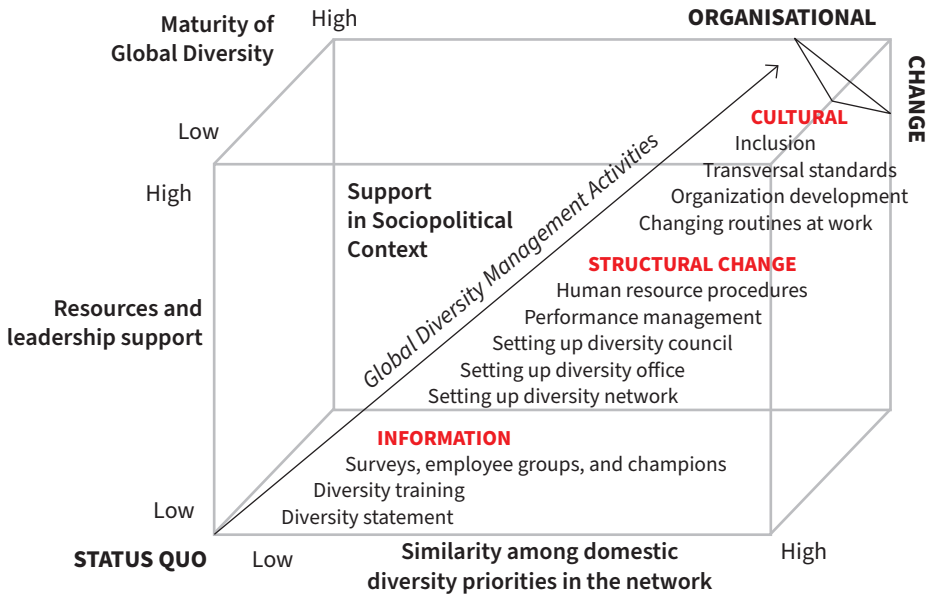 Maturity of
Global Diversity
High
ORGANISATIONAL
CHANGE
Low
High
Support
in Sociopolitical
Context
Global Diversity Management Activities
CULTURAL
Inclusion
Transversal standards
Organization development
Changing routines at work
STRUCTURAL CHANGE
Human resource procedures
Performance management
Setting up diversity council
Setting up diversity office
Setting up diversity network
Resources and
leadership support
INFORMATION
Surveys, employee groups, and champions
Diversity training
Diversity statement
Low
STATUS QUO
Low
Similarity among domestic
diversity priorities in the network
High